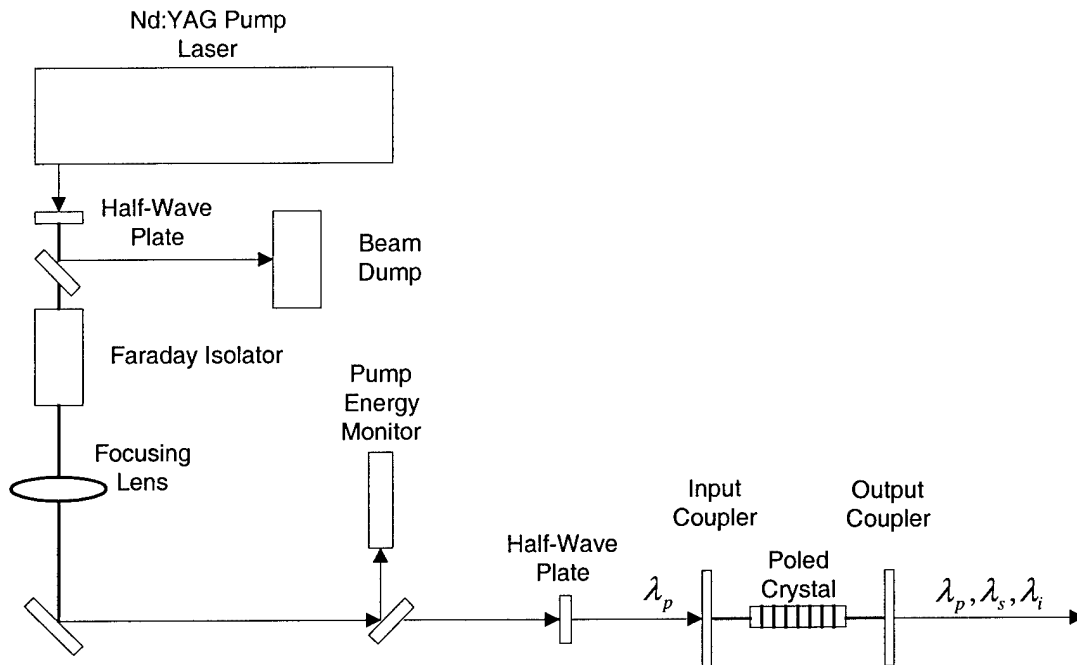 Nd:YAG Pump
Laser
Half-Wave
Plate
Beam
Dump
Faraday Isolator
Pump
Energy
Monitor
Focusing
Lens
Input
Coupler
Output
Coupler
Half-Wave
Plate
Poled
Crystal
λp
λp, λs, λi